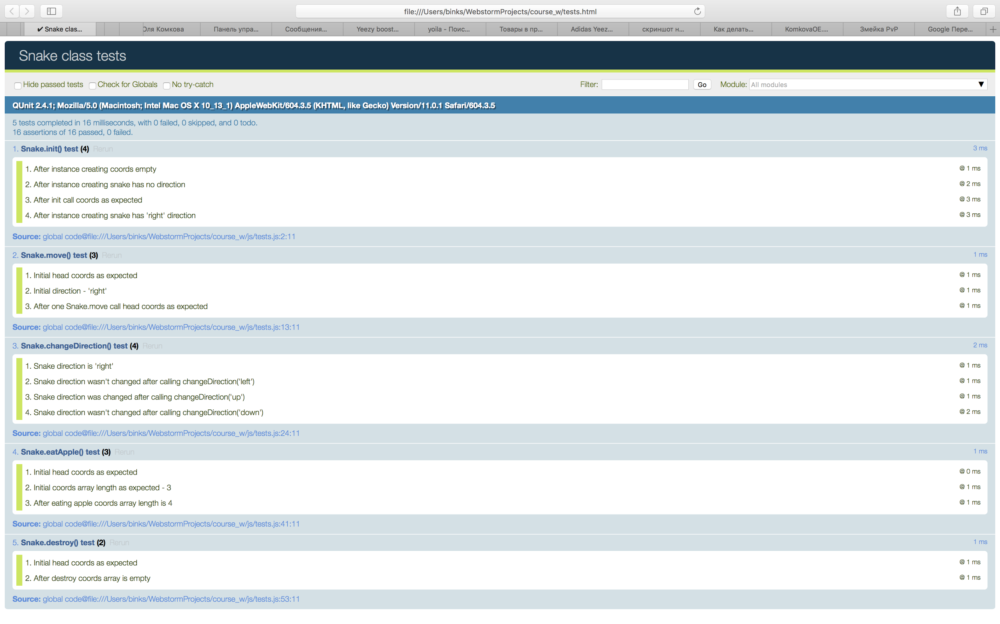 file:///Users/binks/WebstormProjects/course_w/tests.html
✔ Snake clas...
Оля Комкова
Панель упра...
Сообщения...
Yeezy boost...
yoila - Поис...
Товары в пр...
Adidas Yeez...
скриншот н...
Как делать...
KomkovaOE....
Змейка PvP
Google Пере...
Snake class tests
Hide passed tests Check for Globals No try-catch
Filter: Go Module: All modules ▼
QUnit 2.4.1; Mozilla/5.0 (Macintosh; Intel Mac OS X 10_13_1) AppleWebKit/604.3.5 (KHTML, like Gecko) Version/11.0.1 Safari/604.3.5
5 tests completed in 16 milliseconds, with 0 failed, 0 skipped, and 0 todo.
16 assertions of 16 passed, 0 failed.
1. Snake.init() test (4) Rerun 3 ms
1. After instance creating coords empty @ 1 ms
2. After instance creating snake has no direction @ 2 ms
3. After init call coords as expected @ 3 ms
4. After instance creating snake has 'right' direction @ 3 ms
Source: global code@file:///Users/binks/WebstormProjects/course_w/js/tests.js:2:11
2. Snake.move() test (3) Rerun 1 ms
1. Initial head coords as expected @ 1 ms
2. Initial direction - 'right' @ 1 ms
3. After one Snake.move call head coords as expected @ 1 ms
Source: global code@file:///Users/binks/WebstormProjects/course_w/js/tests.js:13:11
3. Snake.changeDirection() test (4) Rerun 2 ms
1. Snake direction is 'right' @ 1 ms
2. Snake direction wasn't changed after calling changeDirection('left') @ 1 ms
3. Snake direction was changed after calling changeDirection('up') @ 1 ms
4. Snake direction wasn't changed after calling changeDirection('down') @ 2 ms
Source: global code@file:///Users/binks/WebstormProjects/course_w/js/tests.js:24:11
4. Snake.eatApple() test (3) Rerun 1 ms
1. Initial head coords as expected @ 0 ms
2. Initial coords array length as expected - 3 @ 1 ms
3. After eating apple coords array length is 4 @ 1 ms
Source: global code@file:///Users/binks/WebstormProjects/course_w/js/tests.js:41:11
5. Snake.destroy() test (2) Rerun 1 ms
1. Initial head coords as expected @ 1 ms
2. After destroy coords array is empty @ 1 ms
Source: global code@file:///Users/binks/WebstormProjects/course_w/js/tests.js:53:11